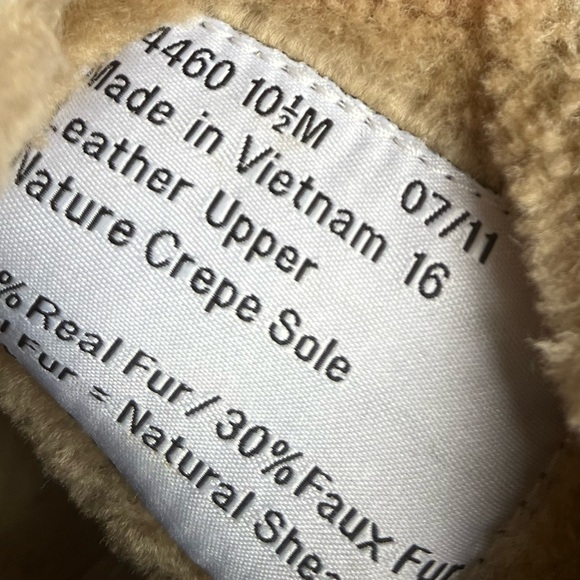 4460 10½M 07/11
Made in Vietnam 16
Leather Upper
Nature Crepe Sole
% Real Fur / 30% Faux Fur
Fur = Natural